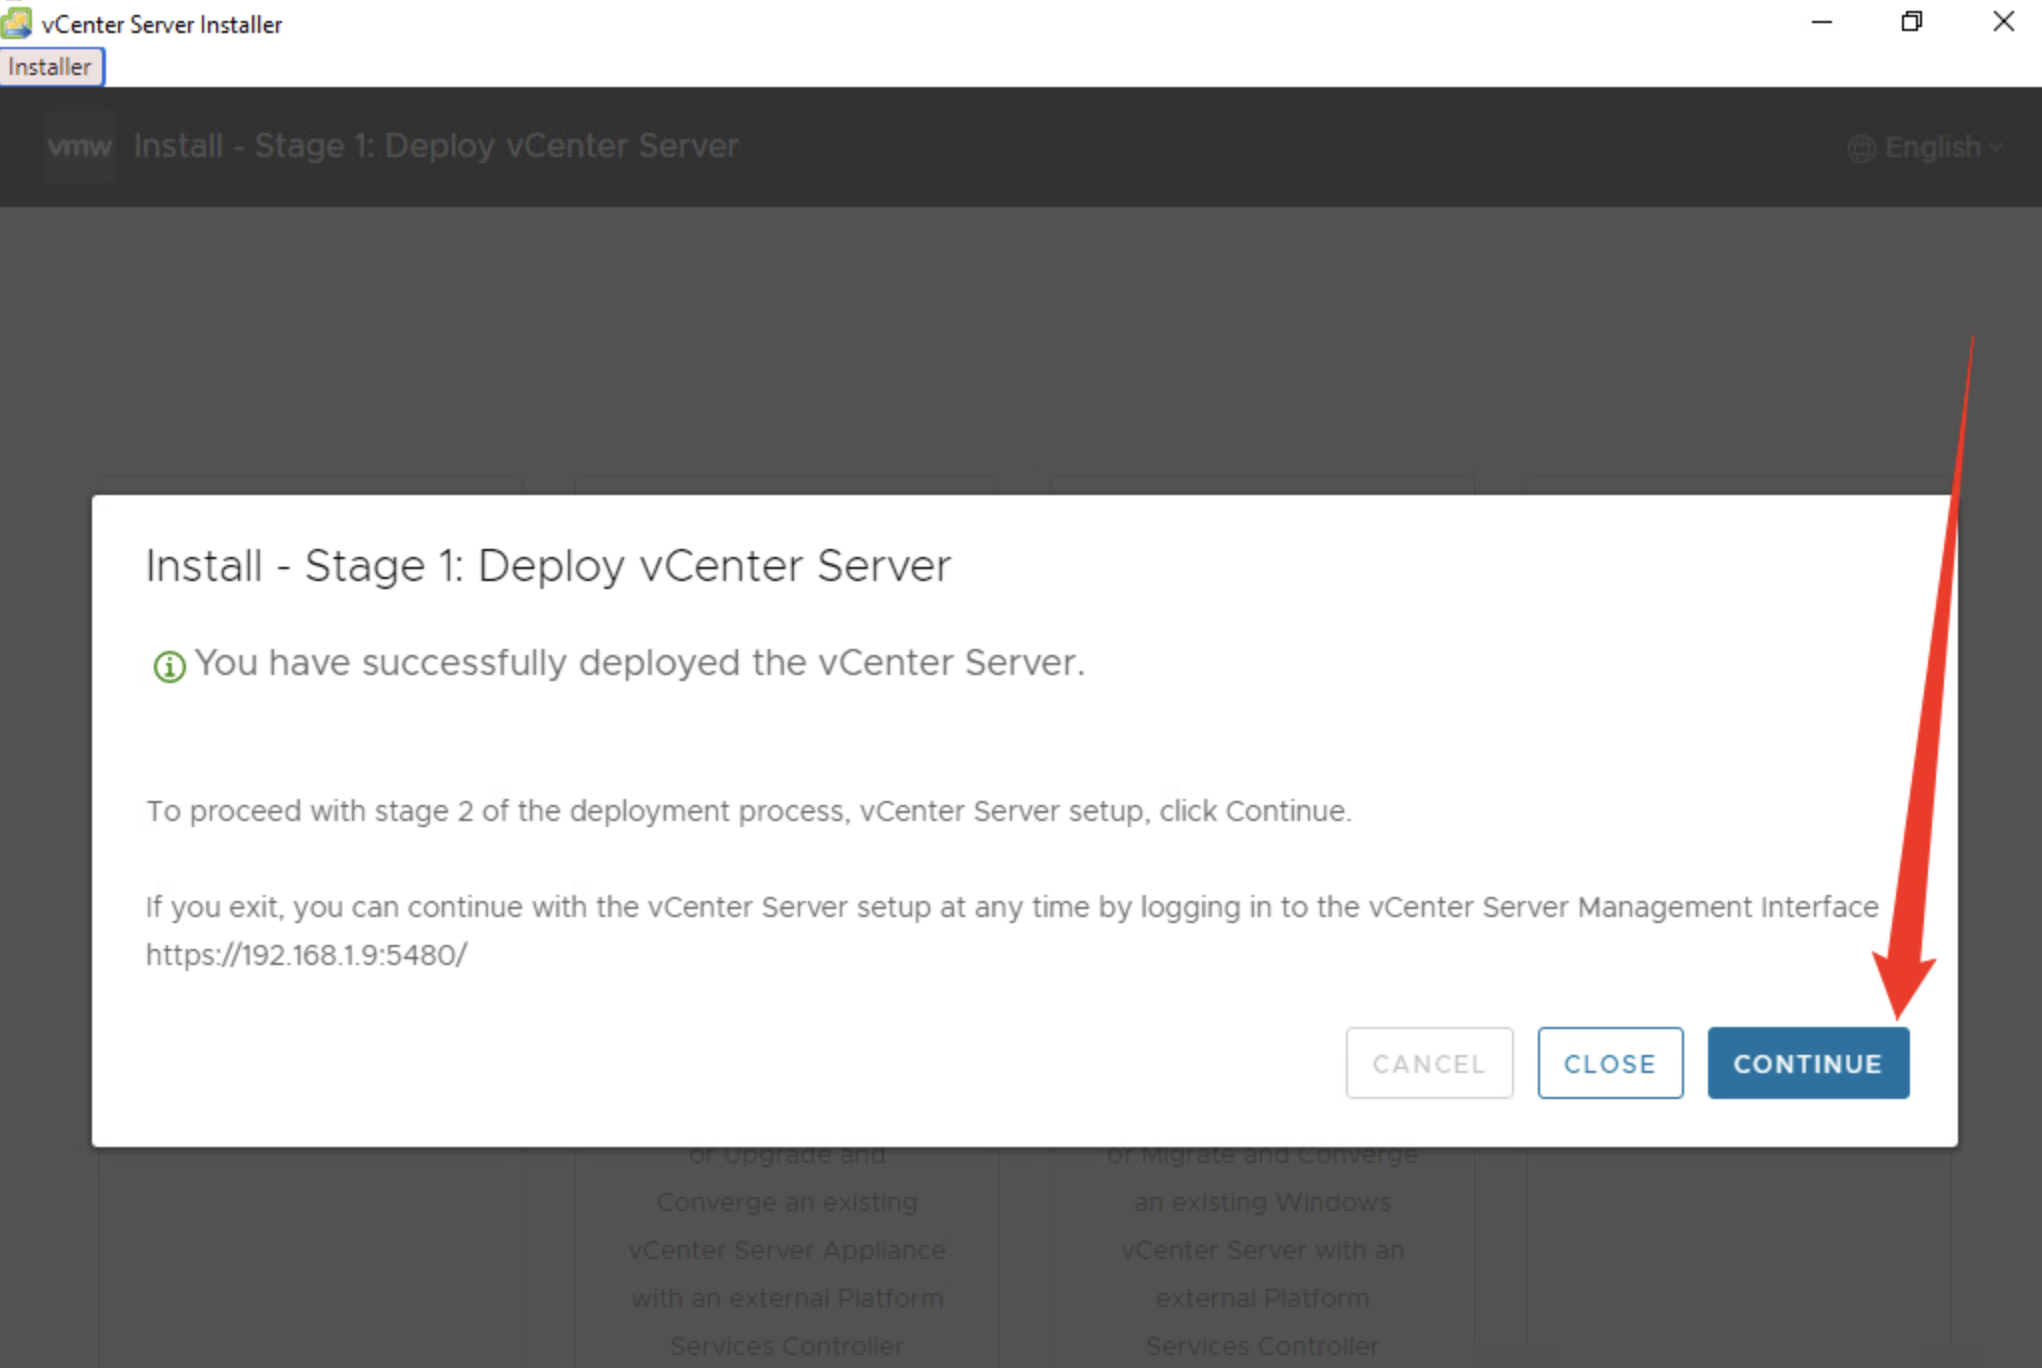 vCenter Server Installer
Installer
vmw Install - Stage 1: Deploy vCenter Server
English
Install - Stage 1: Deploy vCenter Server
You have successfully deployed the vCenter Server.
To proceed with stage 2 of the deployment process, vCenter Server setup, click Continue.
If you exit, you can continue with the vCenter Server setup at any time by logging in to the vCenter Server Management Interface
https://192.168.1.9:5480/
CANCEL
CLOSE
CONTINUE
or Upgrade and
Converge an existing
vCenter Server Appliance
with an external Platform
Services Controller
or Migrate and Converge
an existing Windows
vCenter Server with an
external Platform
Services Controller